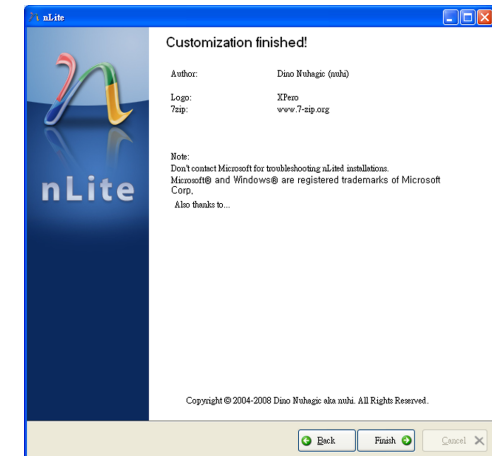 nLite
Customization finished!
Author: Dino Nuhagic (nuhi)
Logo: XPero
7zip: www.7-zip.org
Note:
Don't contact Microsoft for troubleshooting nLited installations.
Microsoft® and Windows® are registered trademarks of Microsoft
Corp.
Also thanks to...
nLite
Copyright © 2004-2008 Dino Nuhagic aka nuhi. All Rights Reserved.
Back Finish Cancel